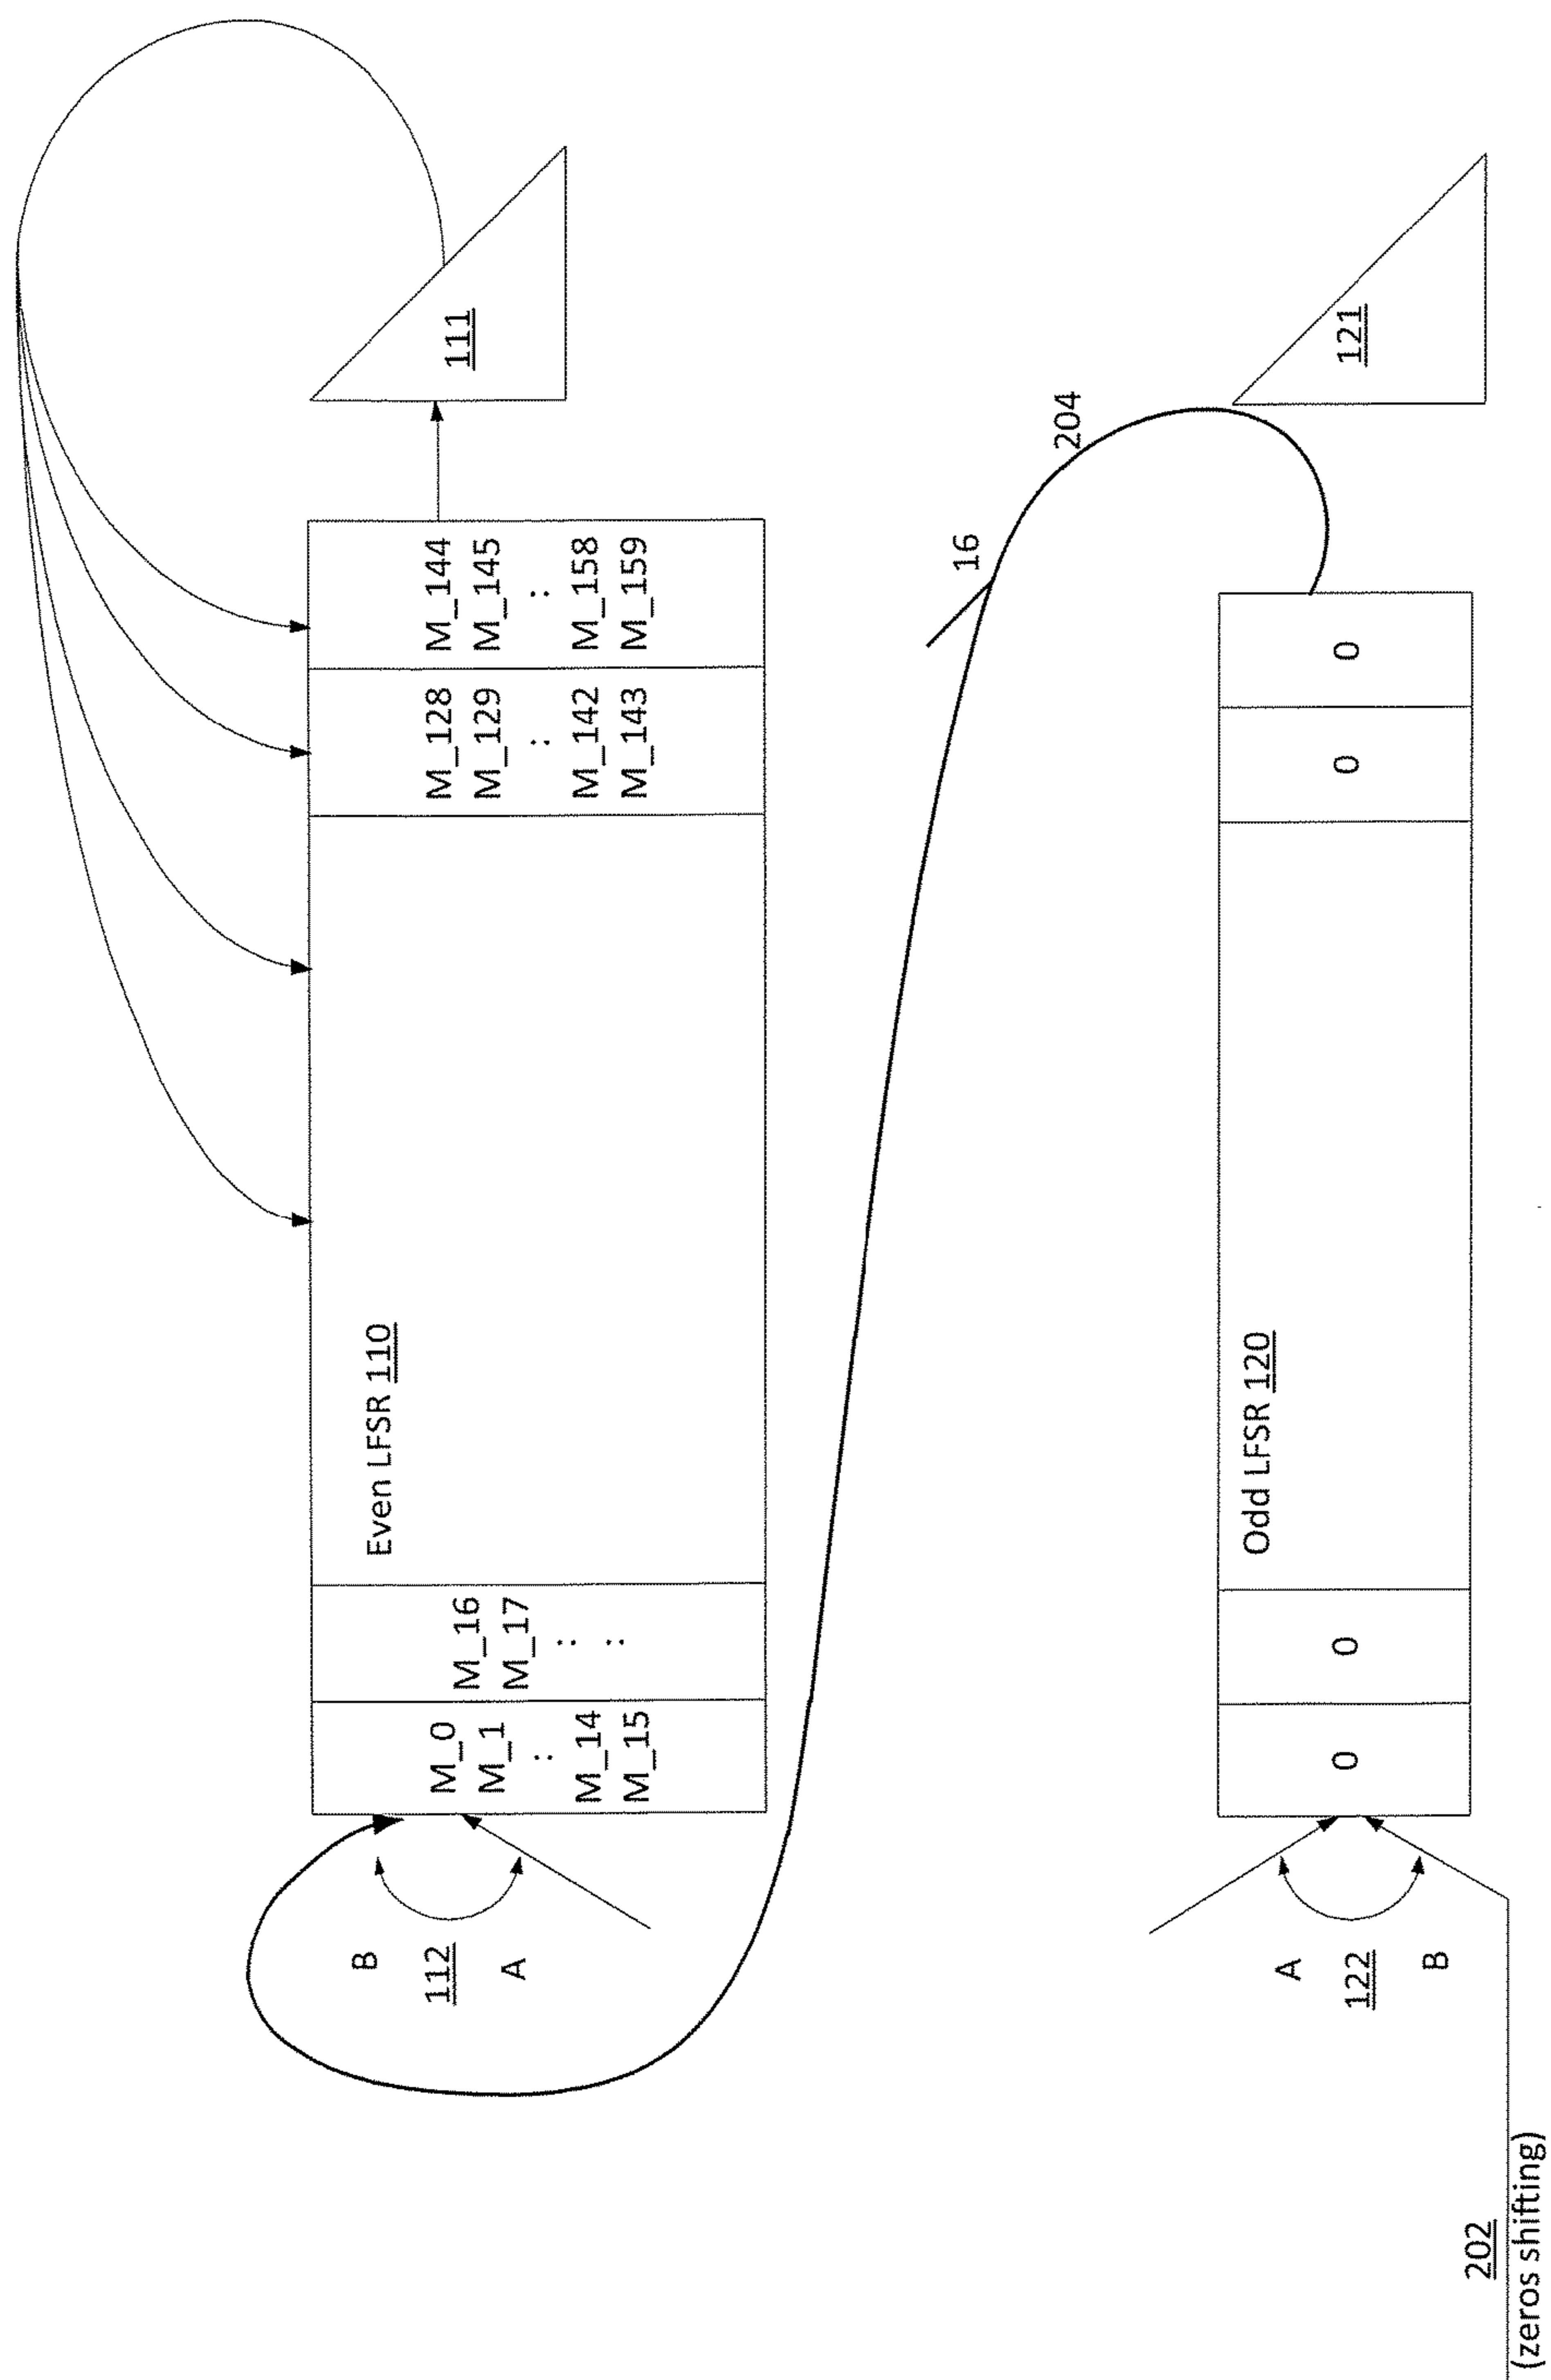 B
112
A
M_0
M_1
:
M_14
M_15
M_16
M_17
:
:
Even LFSR 110
M_128
M_129
:
M_142
M_143
M_144
M_145
:
M_158
M_159
111
16
204
A
122
B
0
0
Odd LFSR 120
0
0
121
202
(zeros shifting)